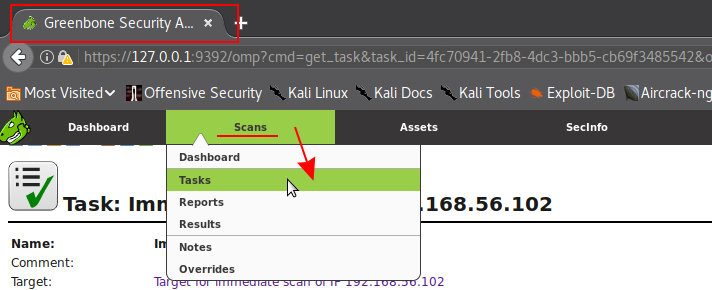 Greenbone Security A... ×
https://127.0.0.1:9392/omp?cmd=get_task&task_id=4fc70941-2fb8-4dc3-bbb5-cb69f3485542&o
Most Visited Offensive Security Kali Linux Kali Docs Kali Tools Exploit-DB Aircrack-ng
Dashboard Scans Assets SecInfo
Dashboard
Tasks
Reports
Results
Notes
Overrides
Task: Imm .168.56.102
Name: Im
Comment:
Target: Target for immediate scan of IP 192.168.56.102